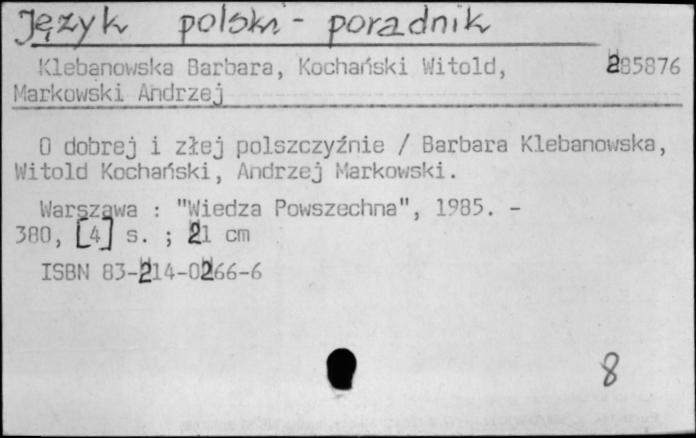 Język polski - poradnik
Klebanowska Barbara, Kochański Witold, 285876
Markowski Andrzej
O dobrej i złej polszczyźnie / Barbara Klebanowska,
Witold Kochański, Andrzej Markowski.
Warszawa : "Wiedza Powszechna", 1985. -
380, [4] s. ; 21 cm
ISBN 83-214-0266-6
8